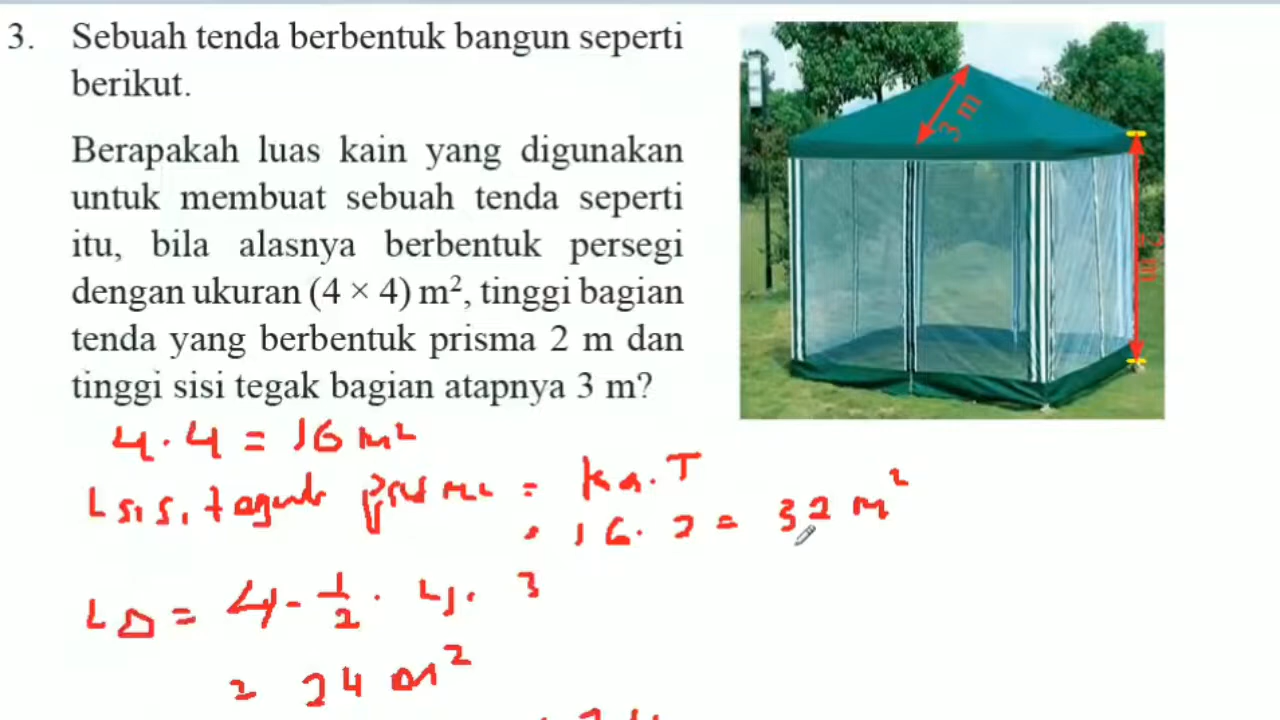 3. Sebuah tenda berbentuk bangun seperti
berikut.
Berapakah luas kain yang digunakan
untuk membuat sebuah tenda seperti
itu, bila alasnya berbentuk persegi
dengan ukuran (4 × 4) m², tinggi bagian
tenda yang berbentuk prisma 2 m dan
tinggi sisi tegak bagian atapnya 3 m?
3 m
2 m
4 . 4 = 16 m²
L sisi tegak prisma = Ka . T
= 16 . 2 = 32 m²
L △ = 4 . 1/2 . 4 . 3
= 24 m²